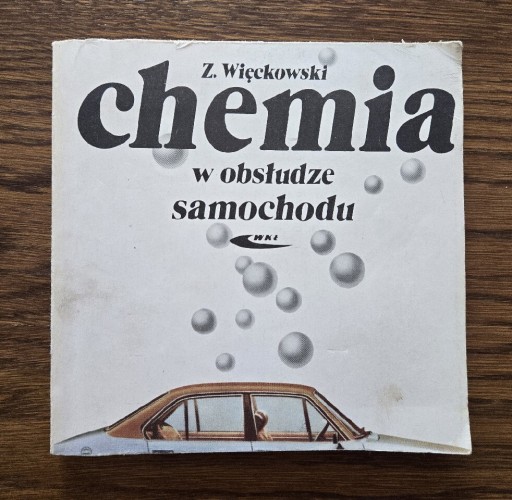 Z. Więckowski
chemia
w obsłudze
samochodu
WKŁ